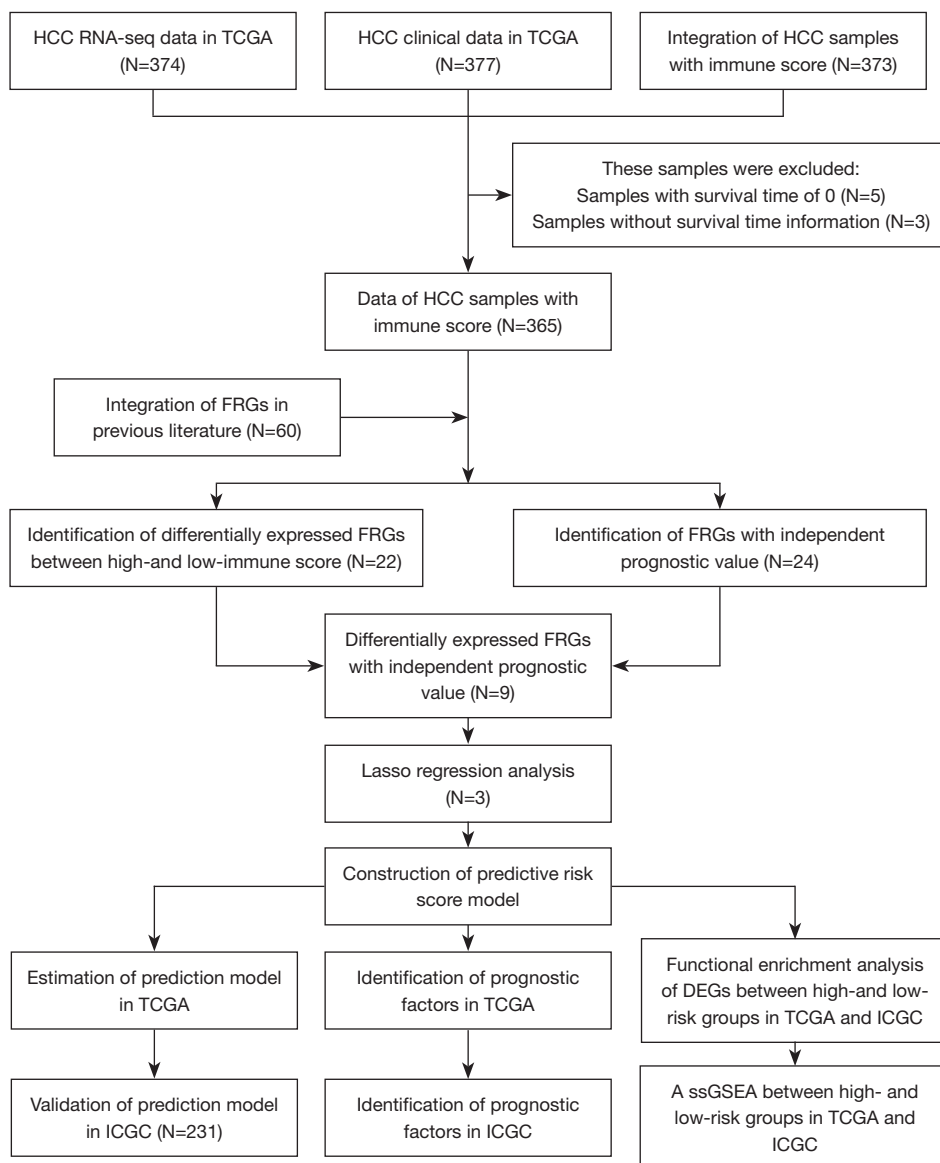 HCC RNA-seq data in TCGA
(N=374)
HCC clinical data in TCGA
(N=377)
Integration of HCC samples
with immune score (N=373)
These samples were excluded:
Samples with survival time of 0 (N=5)
Samples without survival time information (N=3)
Data of HCC samples with
immune score (N=365)
Integration of FRGs in
previous literature (N=60)
Identification of differentially expressed FRGs
between high-and low-immune score (N=22)
Identification of FRGs with independent
prognostic value (N=24)
Differentially expressed FRGs
with independent prognostic
value (N=9)
Lasso regression analysis
(N=3)
Construction of predictive risk
score model
Estimation of prediction model
in TCGA
Identification of prognostic
factors in TCGA
Functional enrichment analysis
of DEGs between high-and low-
risk groups in TCGA and ICGC
Validation of prediction model
in ICGC (N=231)
Identification of prognostic
factors in ICGC
A ssGSEA between high- and
low-risk groups in TCGA and
ICGC